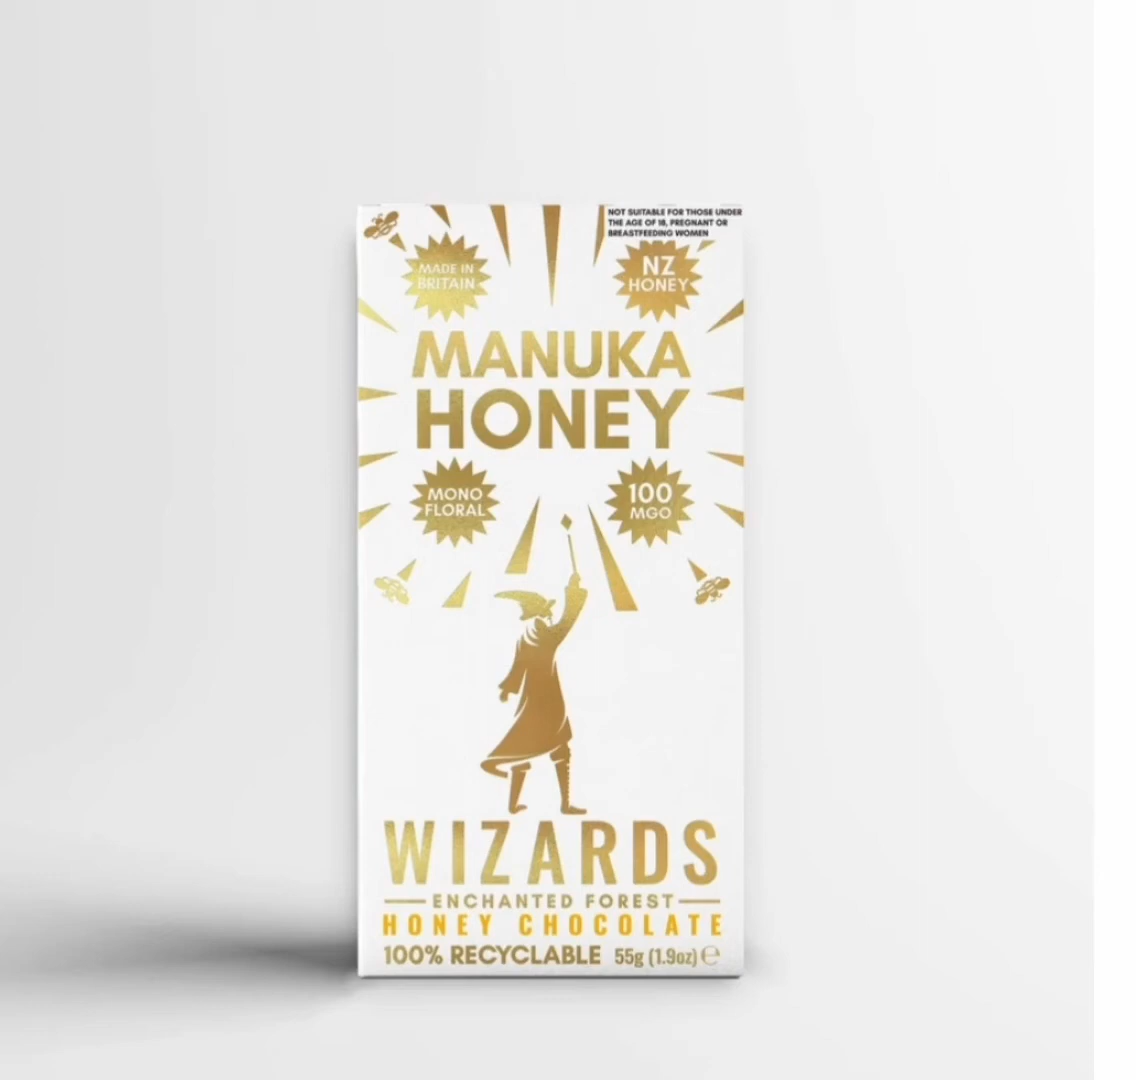 NOT SUITABLE FOR THOSE UNDER
THE AGE OF 18, PREGNANT OR
BREASTFEEDING WOMEN
MADE IN
BRITAIN
NZ
HONEY
MANUKA
HONEY
MONO
FLORAL
100
MGO
WIZARDS
ENCHANTED FOREST
HONEY CHOCOLATE
100% RECYCLABLE 55g (1.9oz) ℮